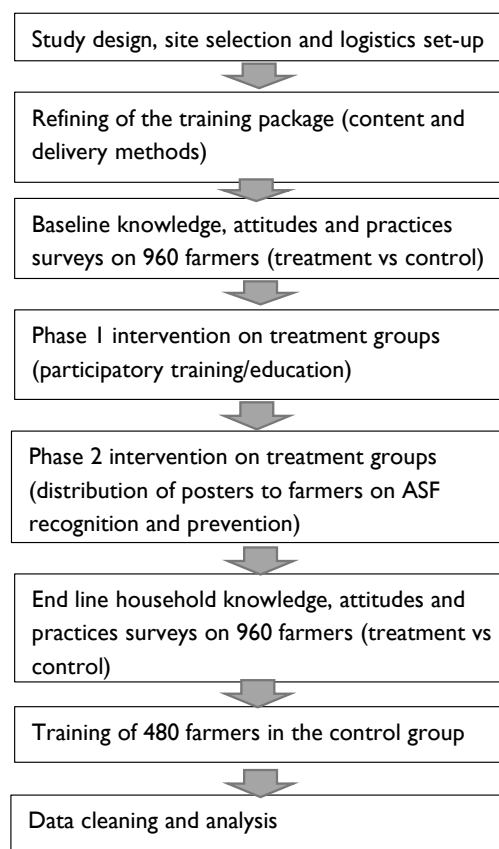 Study design, site selection and logistics set-up
Refining of the training package (content and
delivery methods)
Baseline knowledge, attitudes and practices
surveys on 960 farmers (treatment vs control)
Phase 1 intervention on treatment groups
(participatory training/education)
Phase 2 intervention on treatment groups
(distribution of posters to farmers on ASF
recognition and prevention)
End line household knowledge, attitudes and
practices surveys on 960 farmers (treatment vs
control)
Training of 480 farmers in the control group
Data cleaning and analysis